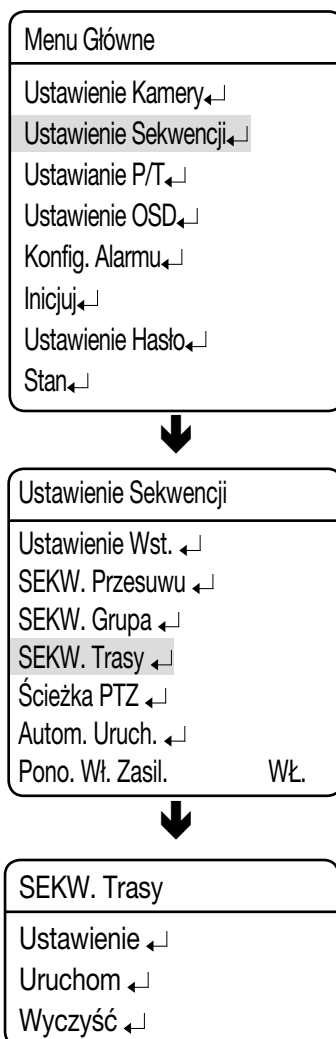 Menu Główne
Ustawienie Kamery↵
Ustawienie Sekwencji↵
Ustawianie P/T↵
Ustawienie OSD↵
Konfig. Alarmu↵
Inicjuj↵
Ustawienie Hasło↵
Stan↵
Ustawienie Sekwencji
Ustawienie Wst. ↵
SEKW. Przesuwu ↵
SEKW. Grupa ↵
SEKW. Trasy ↵
Ścieżka PTZ ↵
Autom. Uruch. ↵
Pono. Wł. Zasil. WŁ.
SEKW. Trasy
Ustawienie ↵
Uruchom ↵
Wyczyść ↵